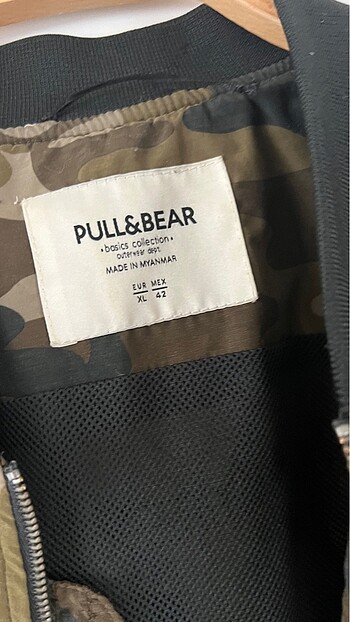 PULL&BEAR
•basics collection•
outerwear dept.
MADE IN MYANMAR
EUR MEX
XL 42